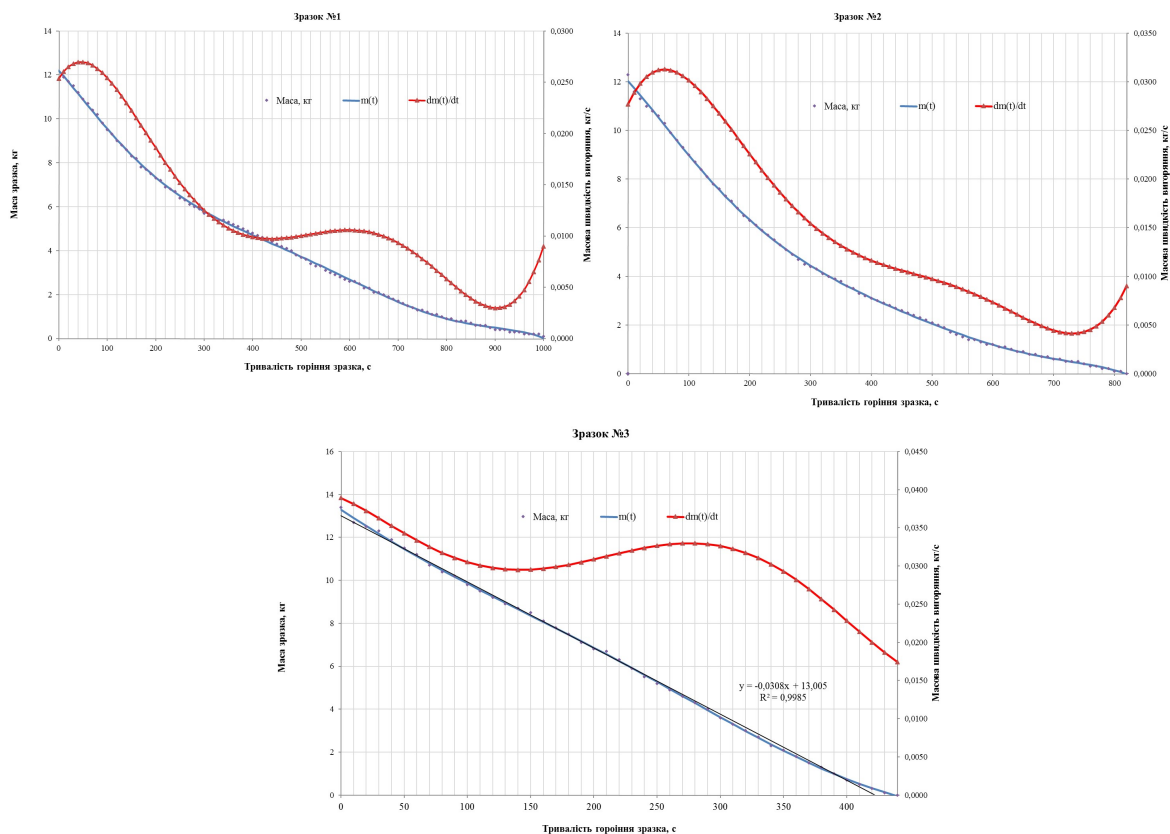 Зразок №1
14
12
10
8
6
4
2
0
0,0300
0,0250
0,0200
0,0150
0,0100
0,0050
0,0000
0 100 200 300 400 500 600 700 800 900 1000
Маса, кг m(t) dm(t)/dt
Маса зразка, кг
Масова швидкість вигоряння, кг/с
Тривалість горіння зразка, с
Зразок №2
14
12
10
8
6
4
2
0
0,0350
0,0300
0,0250
0,0200
0,0150
0,0100
0,0050
0,0000
0 100 200 300 400 500 600 700 800
Маса, кг m(t) dm(t)/dt
Масова швидкість вигоряння, кг/с
Тривалість горіння зразка, с
Зразок №3
16
14
12
10
8
6
4
2
0
0,0450
0,0400
0,0350
0,0300
0,0250
0,0200
0,0150
0,0100
0,0050
0,0000
0 50 100 150 200 250 300 350 400
Маса, кг m(t) dm(t)/dt
y = -0,0308x + 13,005
R² = 0,9985
Маса зразка, кг
Масова швидкість вигоряння, кг/с
Тривалість гороіння зразка, с